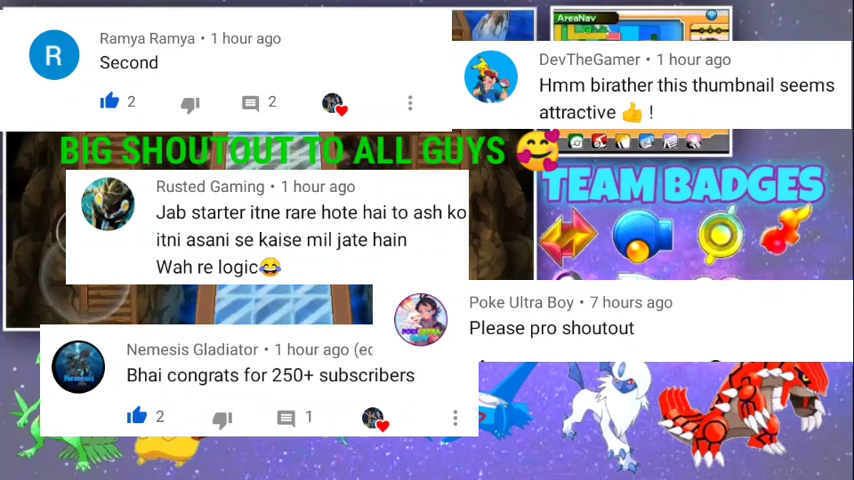 Ramya Ramya • 1 hour ago
Second
2
2
AreaNav
DevTheGamer • 1 hour ago
Hmm birather this thumbnail seems
attractive 👍 !
BIG SHOUTOUT TO ALL GUYS 🥰
TEAM BADGES
Rusted Gaming • 1 hour ago
Jab starter itne rare hote hai to ash ko
itni asani se kaise mil jate hain
Wah re logic😂
Poke Ultra Boy • 7 hours ago
Please pro shoutout
Nemesis Gladiator • 1 hour ago (ec
Bhai congrats for 250+ subscribers
2
1
R
Nemesis